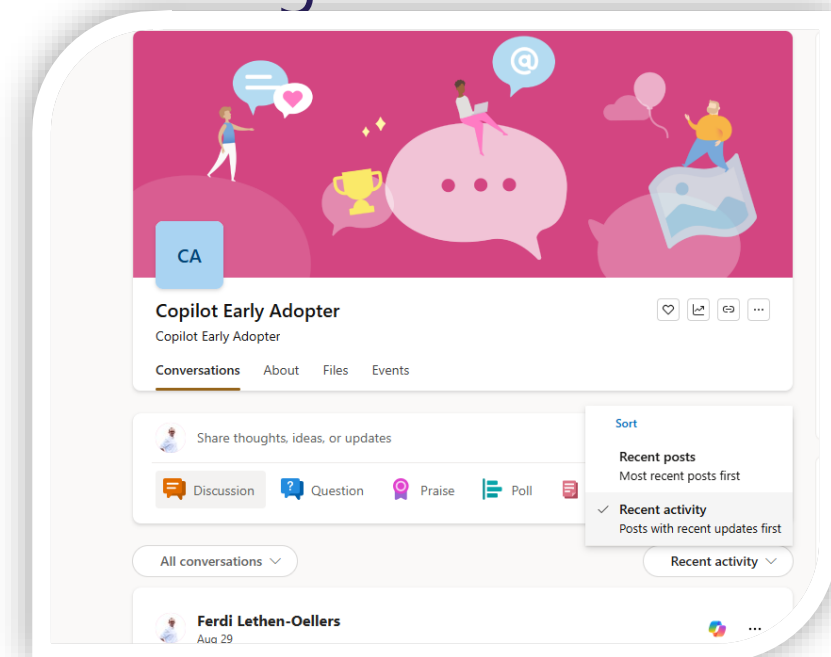 @
CA
Copilot Early Adopter
Copilot Early Adopter
Conversations About Files Events
Share thoughts, ideas, or updates
Sort
Recent posts
Most recent posts first
Discussion Question Praise Poll
Recent activity
Posts with recent updates first
All conversations Recent activity
Ferdi Lethen-Oellers
Aug 29